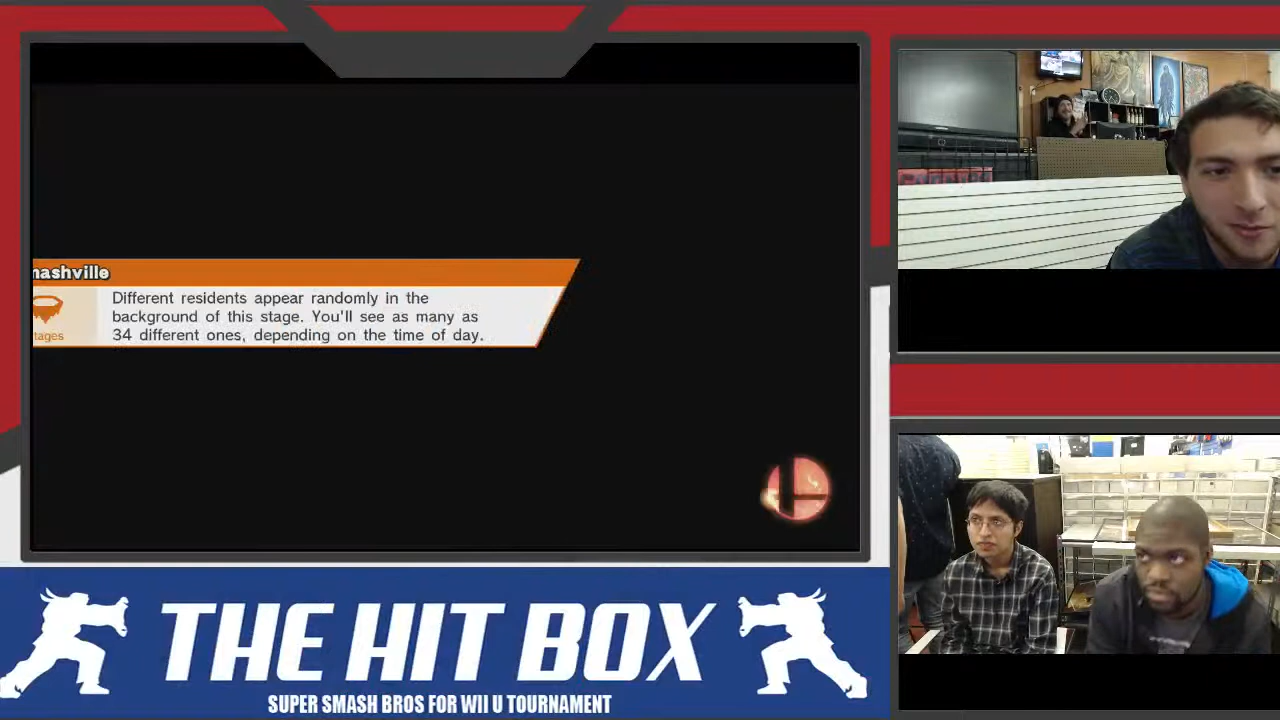 nashville
Different residents appear randomly in the
background of this stage. You'll see as many as
34 different ones, depending on the time of day.
tages
THE HIT BOX
SUPER SMASH BROS FOR WII U TOURNAMENT